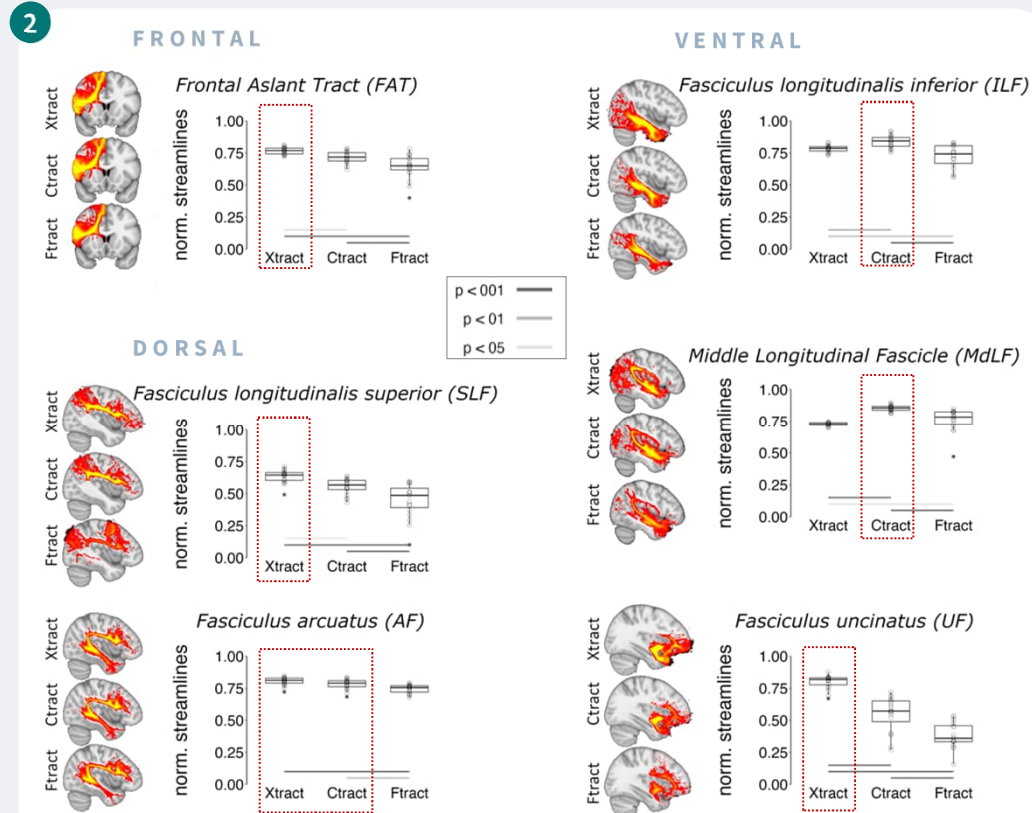 2
FRONTAL
Frontal Aslant Tract (FAT)
Xtract
Ctract
Ftract
norm. streamlines
1.00
0.75
0.50
0.25
0.00
Xtract Ctract Ftract
VENTRAL
Fasciculus longitudinalis inferior (ILF)
Xtract
Ctract
Ftract
norm. streamlines
1.00
0.75
0.50
0.25
0.00
Xtract Ctract Ftract
p < 001
p < 01
p < 05
DORSAL
Fasciculus longitudinalis superior (SLF)
Xtract
Ctract
Ftract
norm. streamlines
1.00
0.75
0.50
0.25
0.00
Xtract Ctract Ftract
Middle Longitudinal Fascicle (MdLF)
Xtract
Ctract
Ftract
norm. streamlines
1.00
0.75
0.50
0.25
0.00
Xtract Ctract Ftract
Fasciculus arcuatus (AF)
Xtract
Ctract
Ftract
norm. streamlines
1.00
0.75
0.50
0.25
0.00
Xtract Ctract Ftract
Fasciculus uncinatus (UF)
Xtract
Ctract
Ftract
norm. streamlines
1.00
0.75
0.50
0.25
0.00
Xtract Ctract Ftract